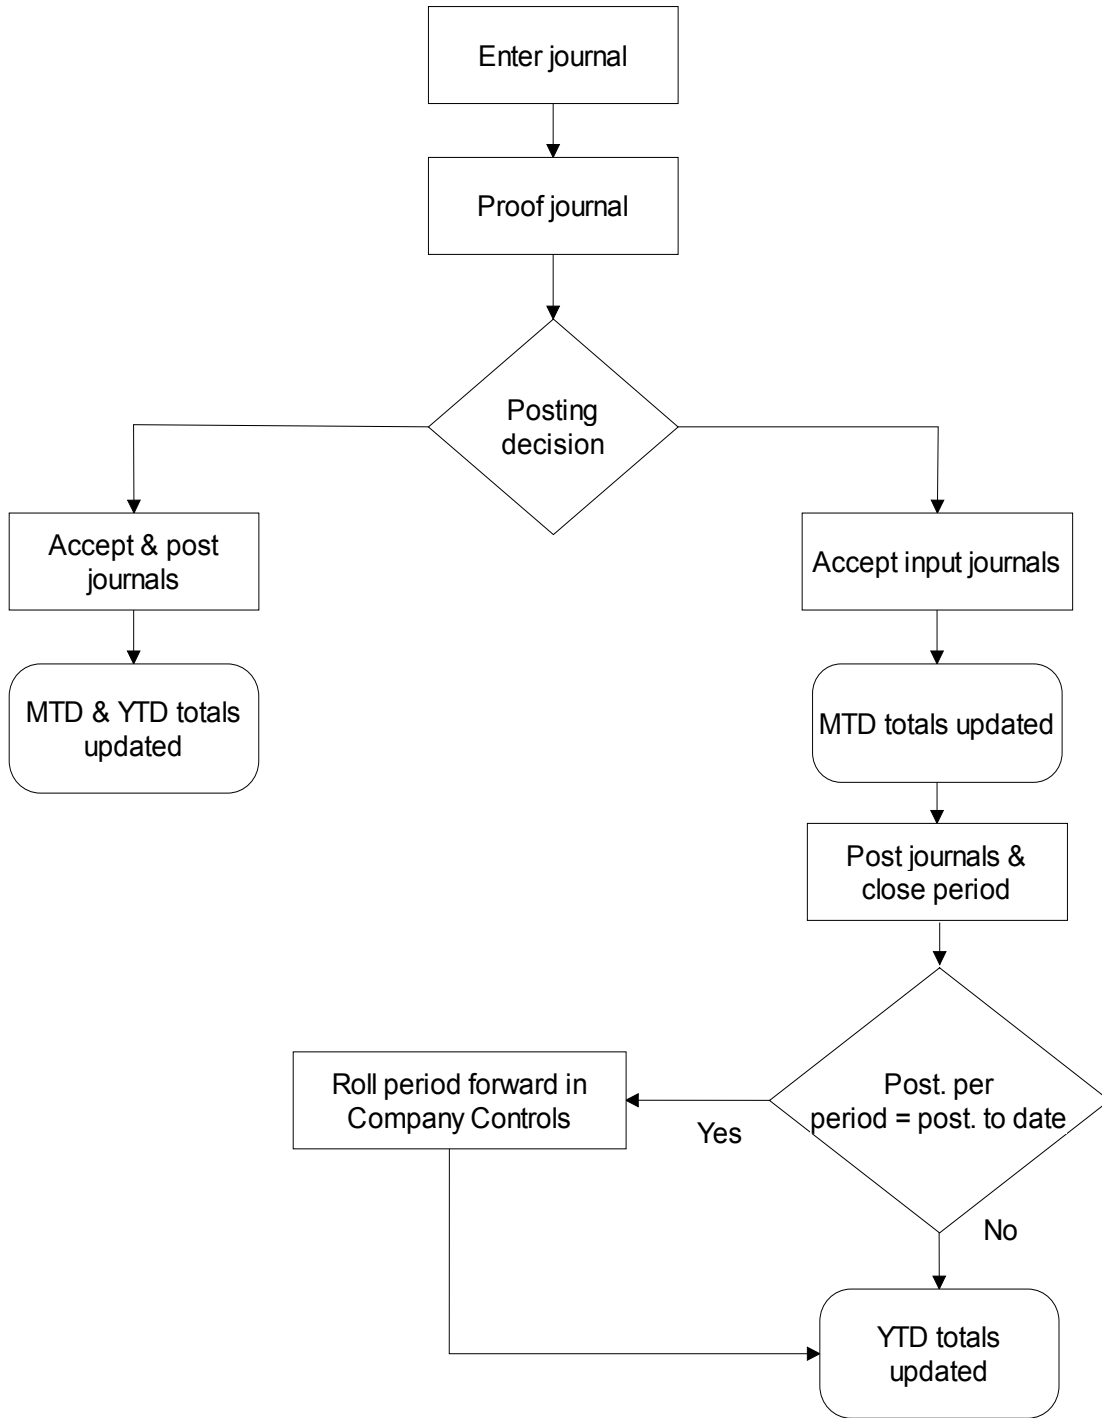 Enter journal
Proof journal
Posting
decision
Accept & post
journals
Accept input journals
MTD & YTD totals
updated
MTD totals updated
Post journals &
close period
Roll period forward in
Company Controls
Post. per
period = post. to date
Yes
No
YTD totals
updated